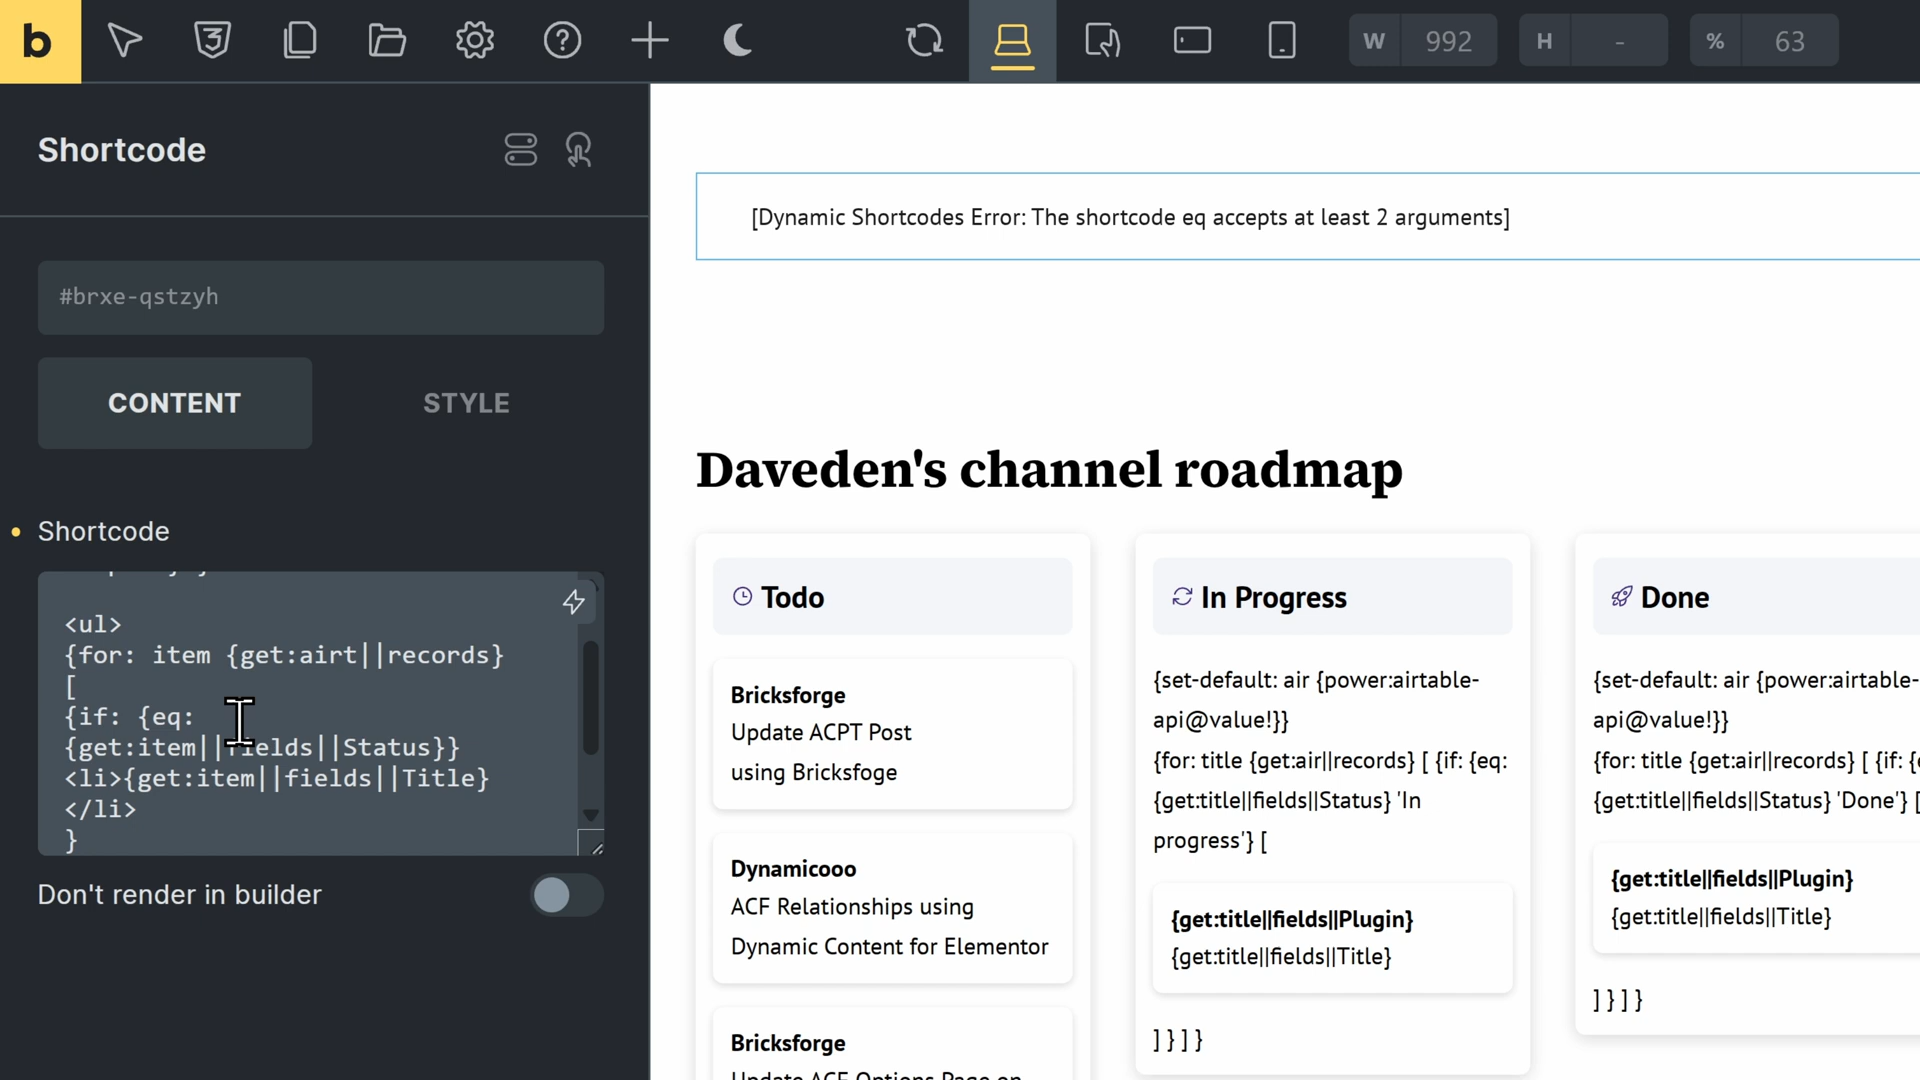 b
W 992
H -
% 63
Shortcode
#brxe-qstzyh
CONTENT
STYLE
Shortcode
<ul>
{for: item {get:airt||records}
[
{if: {eq:
{get:item||fields||Status}}
<li>{get:item||fields||Title}
</li>
}
Don't render in builder
[Dynamic Shortcodes Error: The shortcode eq accepts at least 2 arguments]
Daveden's channel roadmap
Todo
Bricksforge
Update ACPT Post
using Bricksfoge
Dynamicooo
ACF Relationships using
Dynamic Content for Elementor
Bricksforge
Update ACF Options Page on
In Progress
{set-default: air {power:airtable-
api@value!}}
{for: title {get:air||records} [ {if: {eq:
{get:title||fields||Status} 'In
progress'} [
{get:title||fields||Plugin}
{get:title||fields||Title}
] } ] }
Done
{set-default: air {power:airtable-
api@value!}}
{for: title {get:air||records} [ {if:
{get:title||fields||Status} 'Done'} [
{get:title||fields||Plugin}
{get:title||fields||Title}
] } ] }